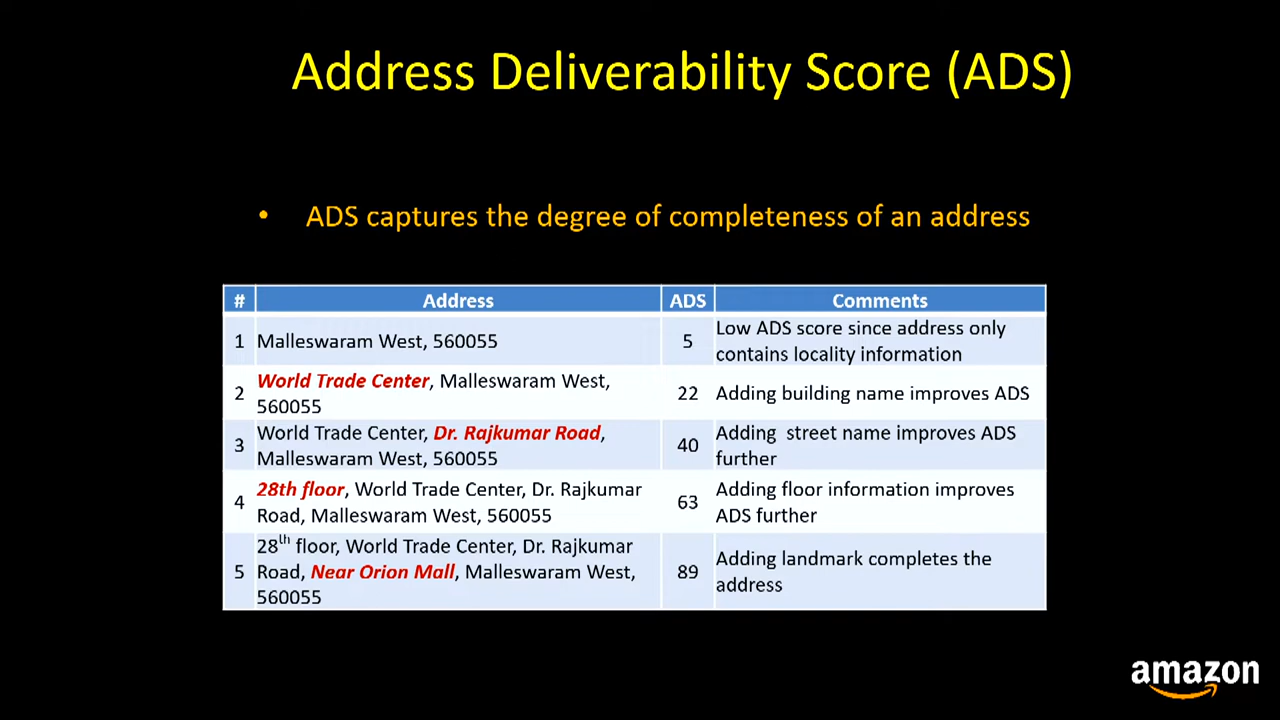 Address Deliverability Score (ADS)
• ADS captures the degree of completeness of an address
# Address ADS Comments
1 Malleswaram West, 560055 5 Low ADS score since address only
contains locality information
2 World Trade Center, Malleswaram West,
560055 22 Adding building name improves ADS
3 World Trade Center, Dr. Rajkumar Road,
Malleswaram West, 560055 40 Adding street name improves ADS
further
4 28th floor, World Trade Center, Dr. Rajkumar
Road, Malleswaram West, 560055 63 Adding floor information improves
ADS further
5 28th floor, World Trade Center, Dr. Rajkumar
Road, Near Orion Mall, Malleswaram West,
560055 89 Adding landmark completes the
address
amazon